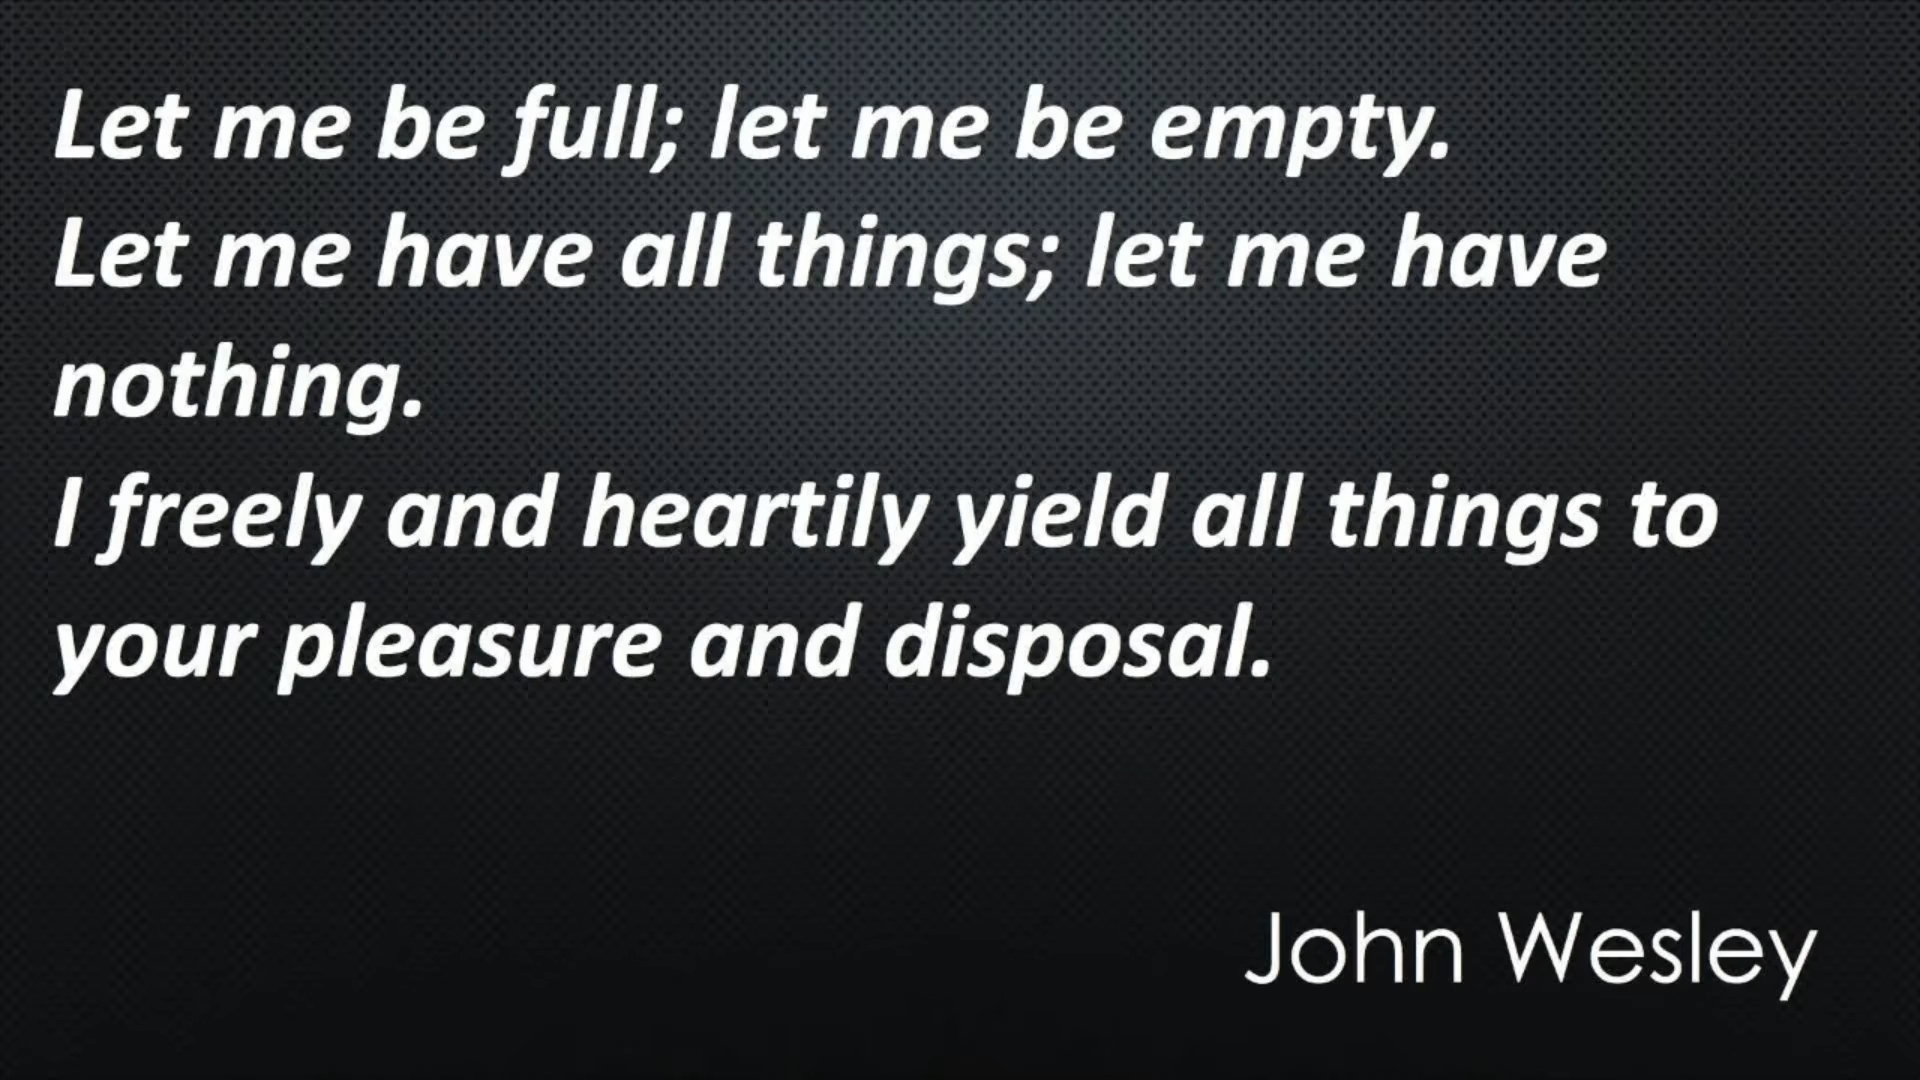 Let me be full; let me be empty.
Let me have all things; let me have
nothing.
I freely and heartily yield all things to
your pleasure and disposal.
John Wesley